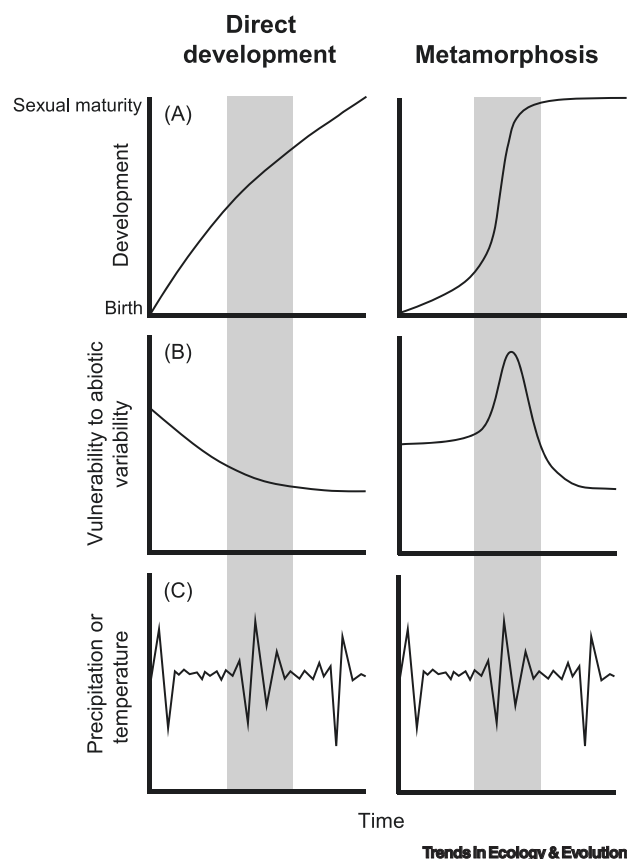 Direct
development
Metamorphosis
Sexual maturity
(A)
Development
Birth
(B)
Vulnerability to abiotic
variability
(C)
Precipitation or
temperature
Time
Trends in Ecology & Evolution